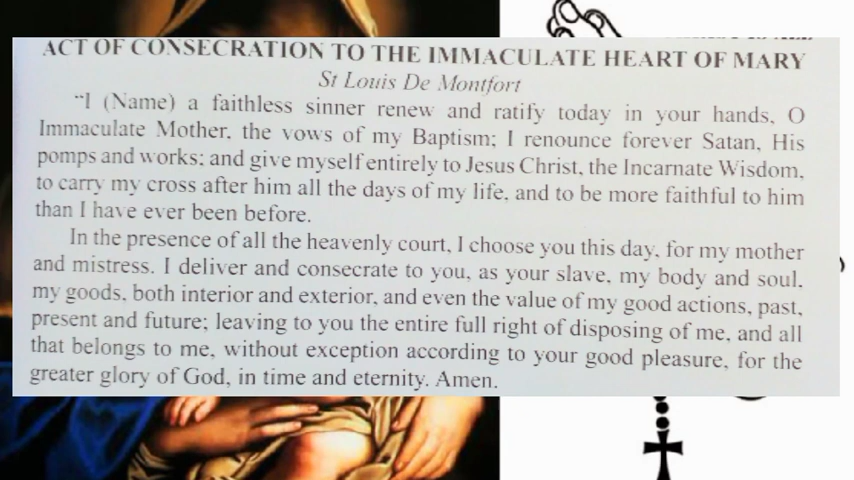 ACT OF CONSECRATION TO THE IMMACULATE HEART OF MARY
St Louis De Montfort
"I (Name) a faithless sinner renew and ratify today in your hands, O
Immaculate Mother, the vows of my Baptism; I renounce forever Satan, His
pomps and works; and give myself entirely to Jesus Christ, the Incarnate Wisdom,
to carry my cross after him all the days of my life, and to be more faithful to him
than I have ever been before.
In the presence of all the heavenly court, I choose you this day, for my mother
and mistress. I deliver and consecrate to you, as your slave, my body and soul,
my goods, both interior and exterior, and even the value of my good actions, past,
present and future; leaving to you the entire full right of disposing of me, and all
that belongs to me, without exception according to your good pleasure, for the
greater glory of God, in time and eternity. Amen.